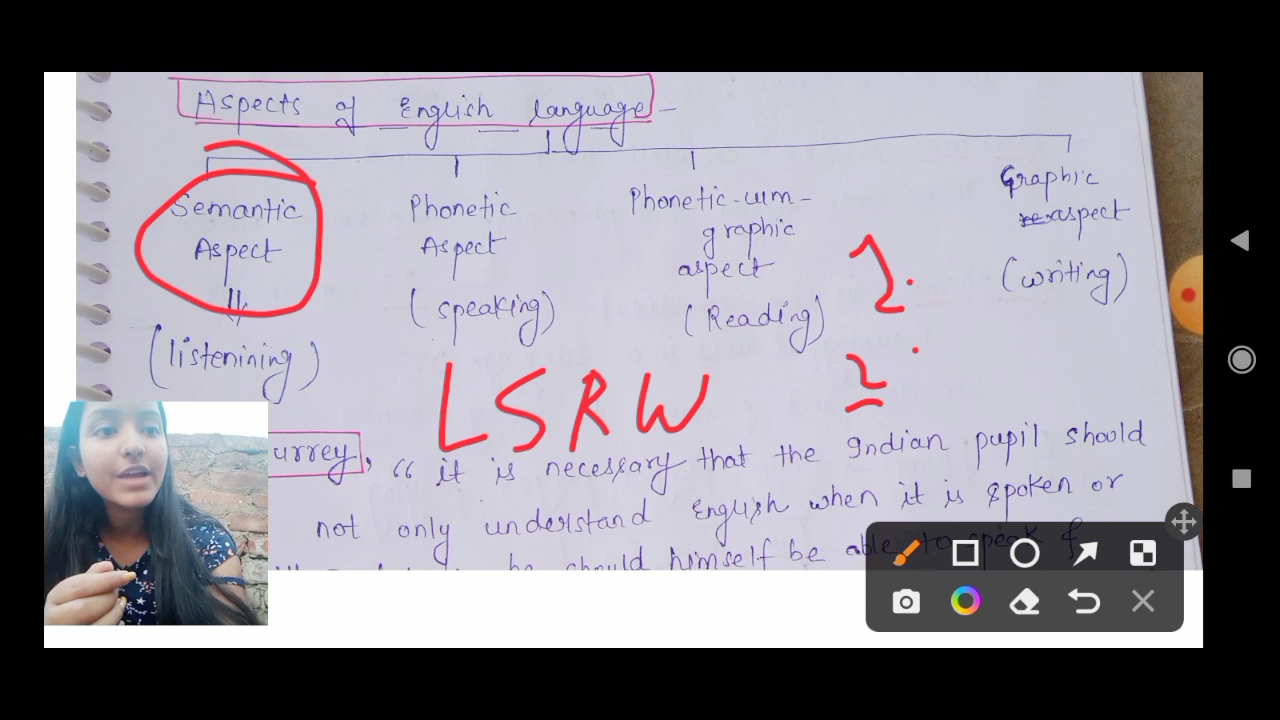 Aspects of English language -
Semantic Aspect
(listenining)
Phonetic Aspect
(speaking)
Phonetic-cum-graphic aspect
(Reading)
Graphic aspect
(writing)
1.
2
LSRW
urrey, "it is necessary that the Indian pupil should
not only understand English when it is spoken or
he should himself be able to speak &